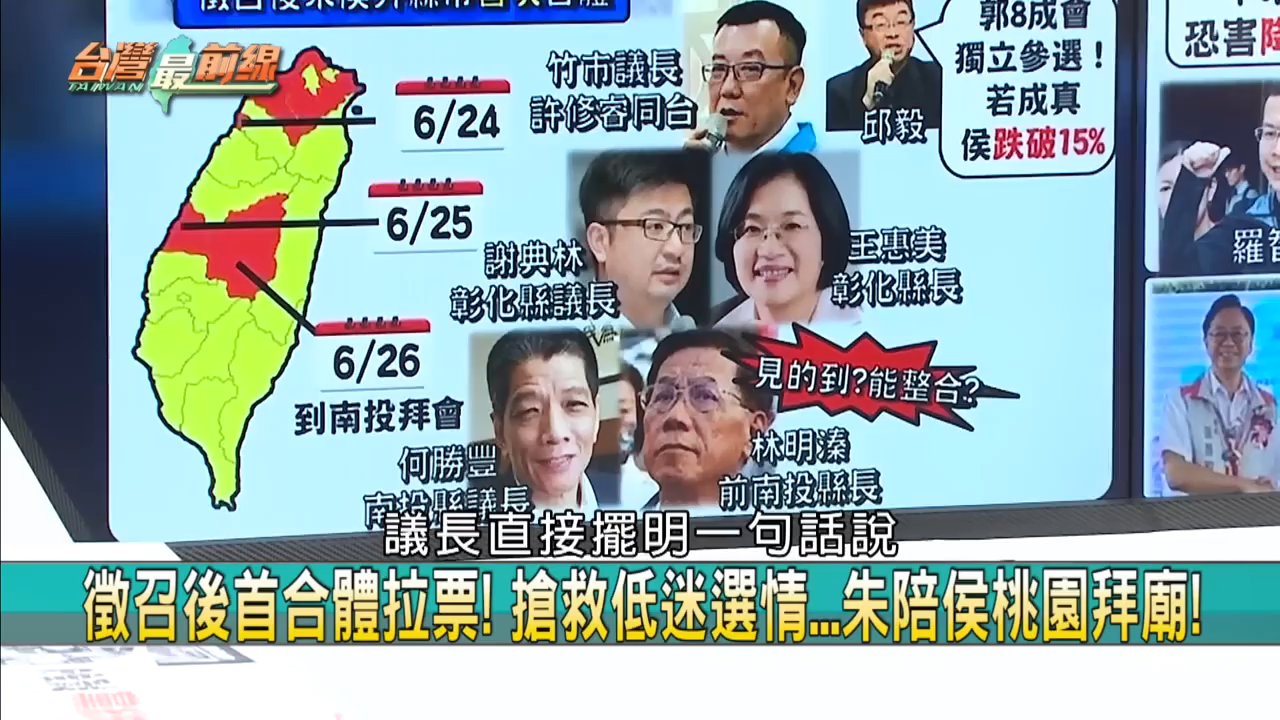 台灣最前線
TAIWAN
6/24
竹市議長
許修睿同台
邱毅
郭8成會
獨立參選！
若成真
侯跌破15%
恐害
6/25
謝典林
彰化縣議長
王惠美
彰化縣長
6/26
到南投拜會
見的到?能整合?
何勝豐
南投縣議長
林明溱
前南投縣長
議長直接擺明一句話說
徵召後首合體拉票! 搶救低迷選情...朱陪侯桃園拜廟!